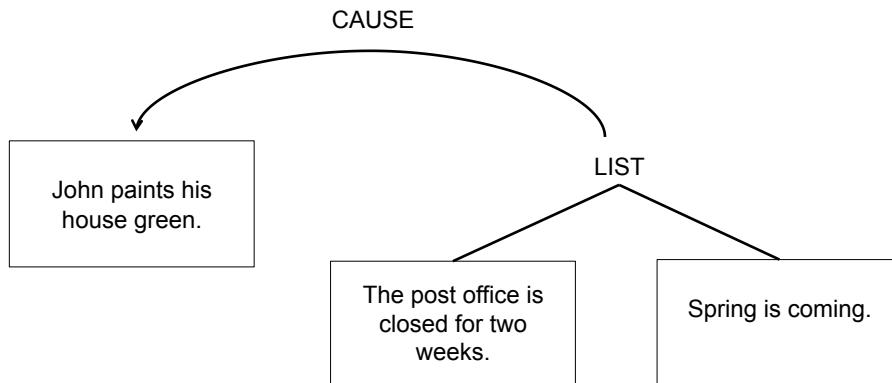 CAUSE
John paints his
house green.
LIST
The post office is
closed for two
weeks.
Spring is coming.